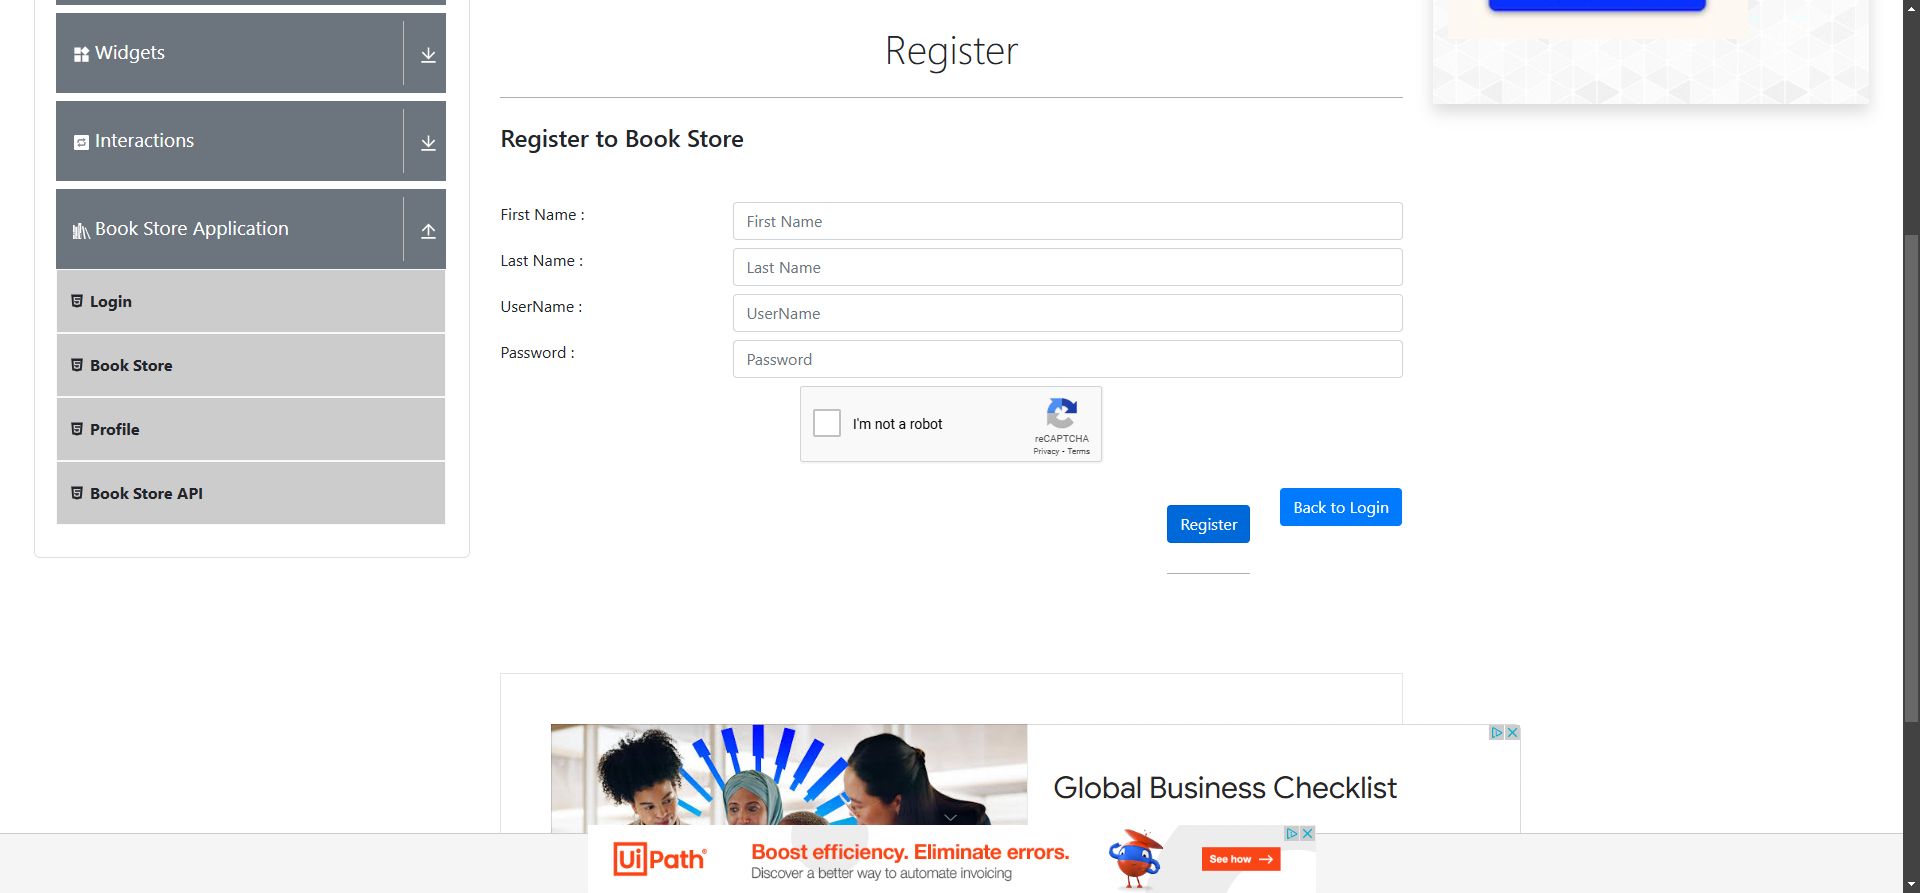 Widgets
Interactions
Book Store Application
Login
Book Store
Profile
Book Store API
Register
Register to Book Store
First Name :
First Name
Last Name :
Last Name
UserName :
UserName
Password :
Password
I'm not a robot
reCAPTCHA
Privacy - Terms
Register
Back to Login
Global Business Checklist
UiPath
Boost efficiency. Eliminate errors.
Discover a better way to automate invoicing
See how